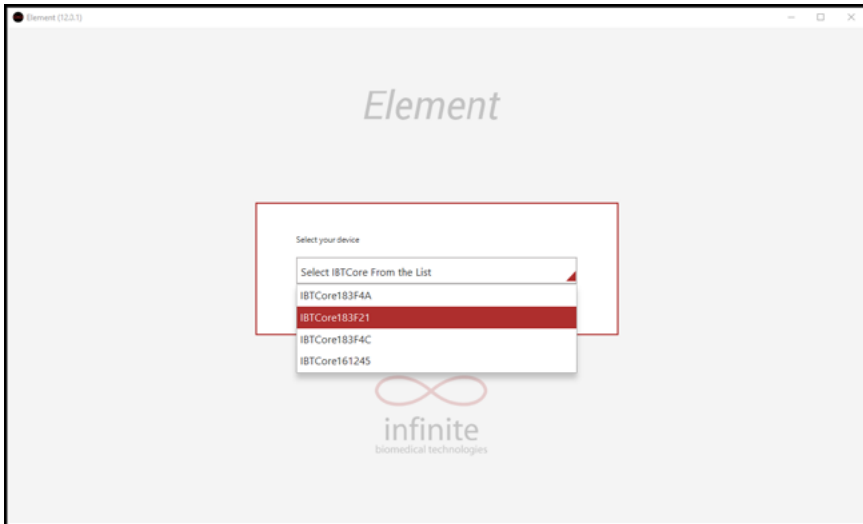 Element (12.0.1)
Element
Select your device
Select IBTCore From the List
IBTCore183F4A
IBTCore183F21
IBTCore183F4C
IBTCore161245
infinite
biomedical technologies